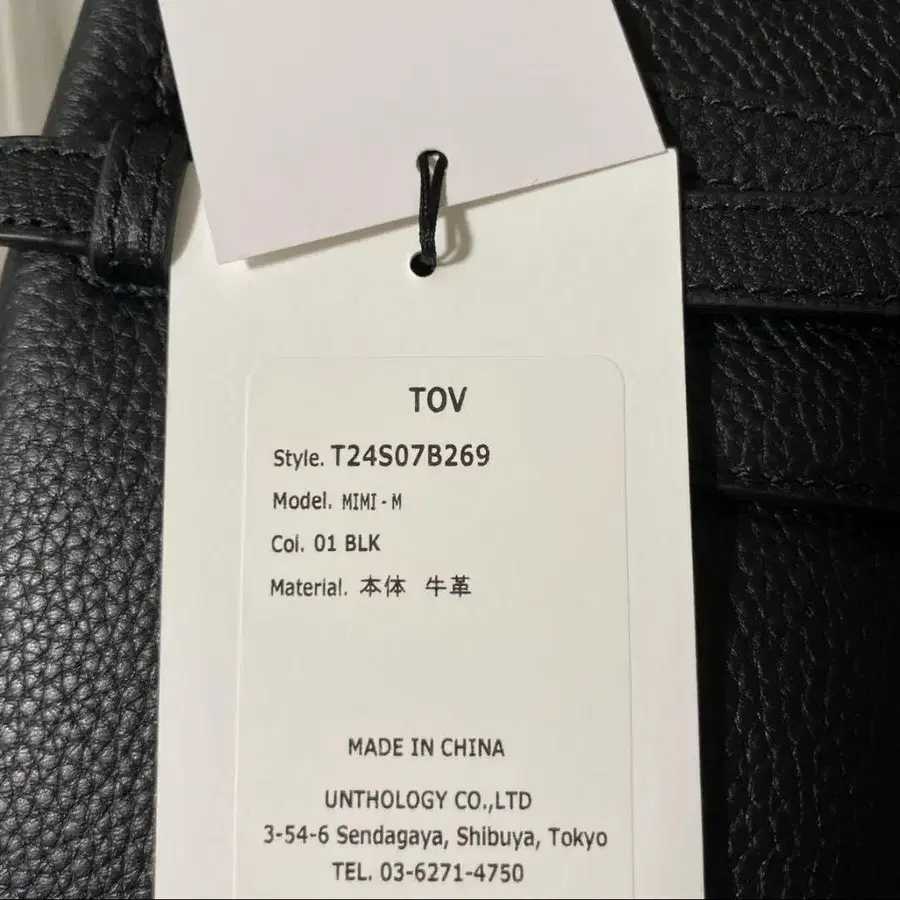 TOV
Style. T24S07B269
Model. MIMI - M
Col. 01 BLK
Material. 本体 牛革
MADE IN CHINA
UNTHOLOGY CO.,LTD
3-54-6 Sendagaya, Shibuya, Tokyo
TEL. 03-6271-4750